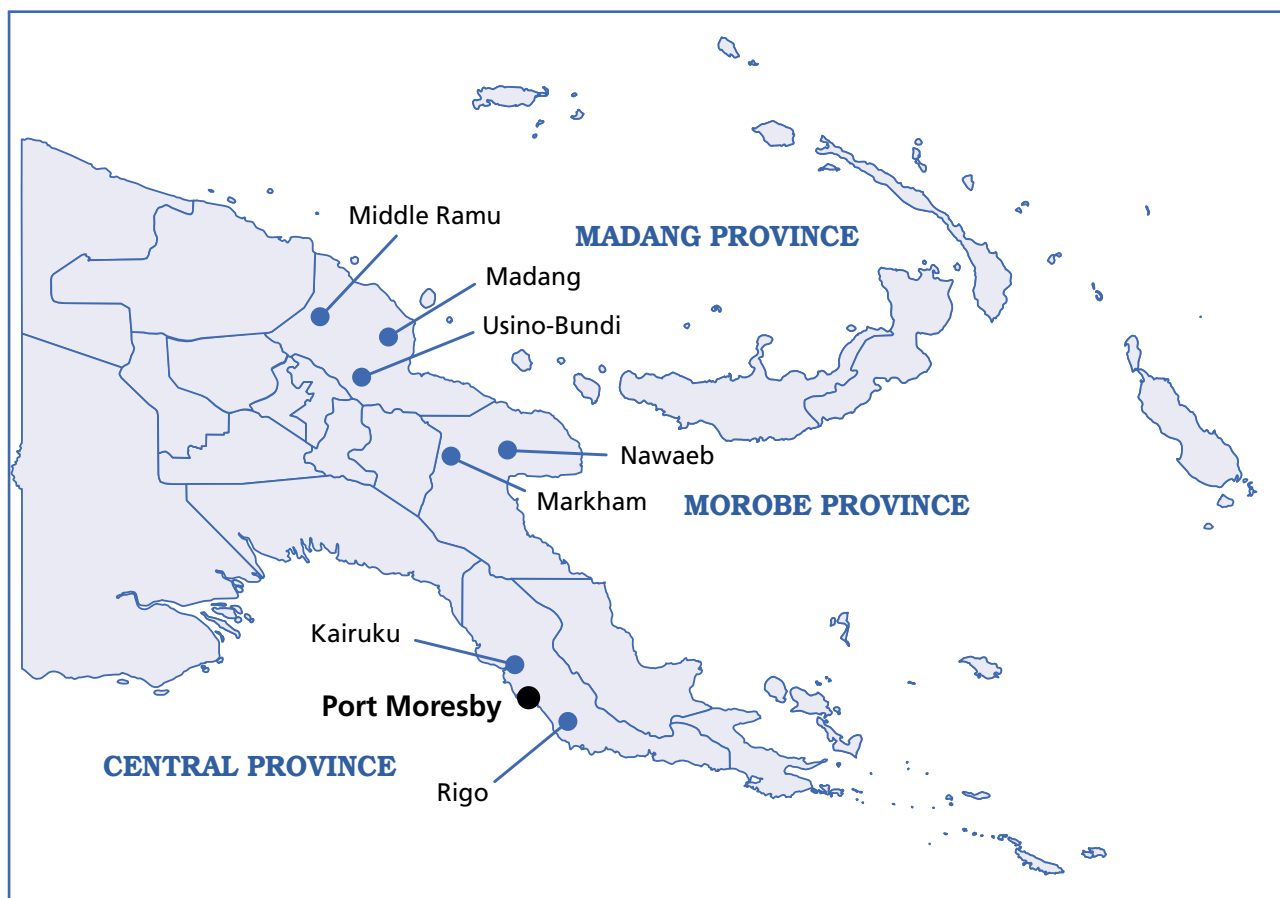 Middle Ramu
MADANG PROVINCE
Madang
Usino-Bundi
Nawaeb
Markham
MOROBE PROVINCE
Kairuku
Port Moresby
CENTRAL PROVINCE
Rigo